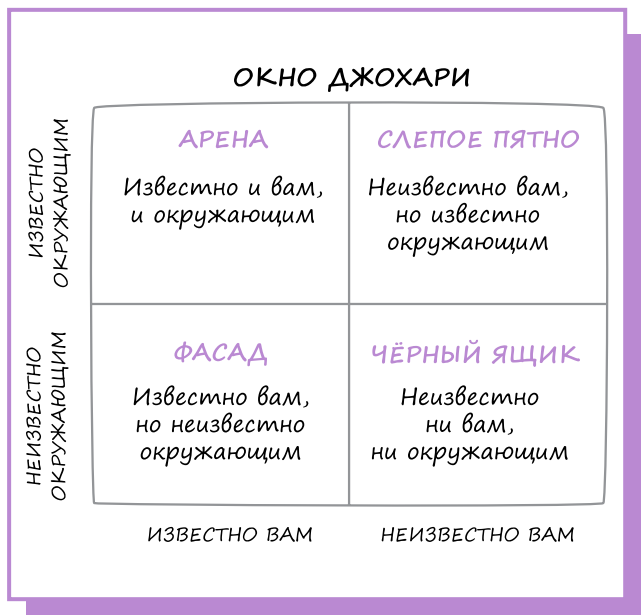 ОКНО ДЖОХАРИ
ИЗВЕСТНО
ОКРУЖАЮЩИМ
АРЕНА
Известно и вам,
и окружающим
СЛЕПОЕ ПЯТНО
Неизвестно вам,
но известно
окружающим
НЕИЗВЕСТНО
ОКРУЖАЮЩИМ
ФАСАД
Известно вам,
но неизвестно
окружающим
ЧЁРНЫЙ ЯЩИК
Неизвестно
ни вам,
ни окружающим
ИЗВЕСТНО ВАМ
НЕИЗВЕСТНО ВАМ